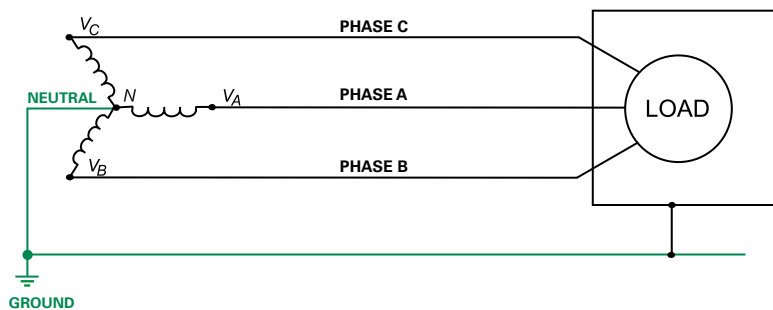 VC
PHASE C
NEUTRAL
N
VA
PHASE A
LOAD
VB
PHASE B
GROUND